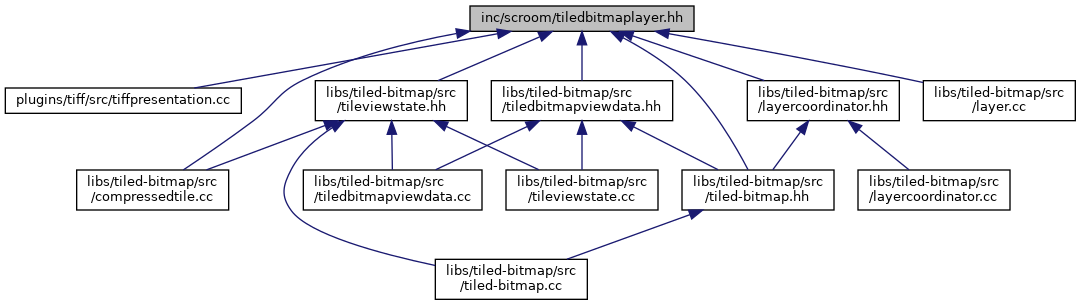 inc/scroom/tiledbitmaplayer.hh
plugins/tiff/src/tiffpresentation.cc
libs/tiled-bitmap/src
/tileviewstate.hh
libs/tiled-bitmap/src
/tiledbitmapviewdata.hh
libs/tiled-bitmap/src
/layercoordinator.hh
libs/tiled-bitmap/src
/layer.cc
libs/tiled-bitmap/src
/compressedtile.cc
libs/tiled-bitmap/src
/tiledbitmapviewdata.cc
libs/tiled-bitmap/src
/tileviewstate.cc
libs/tiled-bitmap/src
/tiled-bitmap.hh
libs/tiled-bitmap/src
/layercoordinator.cc
libs/tiled-bitmap/src
/tiled-bitmap.cc